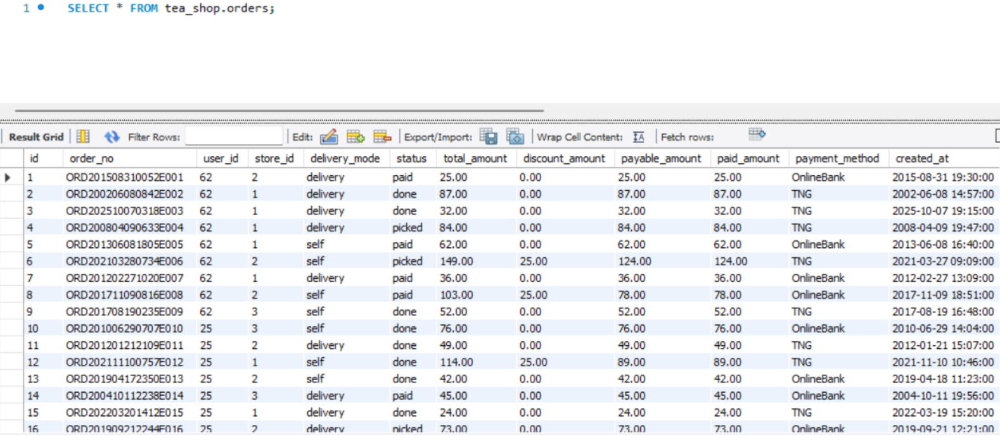 1 SELECT * FROM tea_shop.orders;
Result Grid Filter Rows: Edit: Export/Import: Wrap Cell Content: IA Fetch rows:
id order_no user_id store_id delivery_mode status total_amount discount_amount payable_amount paid_amount payment_method created_at
1 ORD201508310052E001 62 2 delivery paid 25.00 0.00 25.00 25.00 OnlineBank 2015-08-31 19:30:00
2 ORD200206080842E002 62 1 delivery done 87.00 0.00 87.00 87.00 TNG 2002-06-08 14:57:00
3 ORD202510070318E003 62 1 delivery done 32.00 0.00 32.00 32.00 TNG 2025-10-07 19:15:00
4 ORD200804090633E004 62 1 delivery picked 84.00 0.00 84.00 84.00 TNG 2008-04-09 19:47:00
5 ORD201306081805E005 62 1 self paid 62.00 0.00 62.00 62.00 OnlineBank 2013-06-08 16:40:00
6 ORD202103280734E006 62 2 self picked 149.00 25.00 124.00 124.00 TNG 2021-03-27 09:09:00
7 ORD201202271020E007 62 1 delivery paid 36.00 0.00 36.00 36.00 OnlineBank 2012-02-27 13:09:00
8 ORD201711090816E008 62 2 self paid 103.00 25.00 78.00 78.00 OnlineBank 2017-11-09 18:51:00
9 ORD201708190235E009 62 3 self done 52.00 0.00 52.00 52.00 TNG 2017-08-19 16:48:00
10 ORD201006290707E010 25 3 self done 76.00 0.00 76.00 76.00 OnlineBank 2010-06-29 14:04:00
11 ORD201201212109E011 25 2 delivery done 49.00 0.00 49.00 49.00 TNG 2012-01-21 15:07:00
12 ORD202111100757E012 25 1 self done 114.00 25.00 89.00 89.00 TNG 2021-11-10 10:46:00
13 ORD201904172350E013 25 2 self done 42.00 0.00 42.00 42.00 OnlineBank 2019-04-18 11:23:00
14 ORD200410112238E014 25 3 delivery paid 45.00 0.00 45.00 45.00 OnlineBank 2004-10-11 19:56:00
15 ORD202203201412E015 25 1 delivery done 24.00 0.00 24.00 24.00 TNG 2022-03-19 15:20:00
16 ORD201909212244E016 25 2 delivery picked 73.00 0.00 73.00 73.00 OnlineBank 2019-09-21 12:21:00